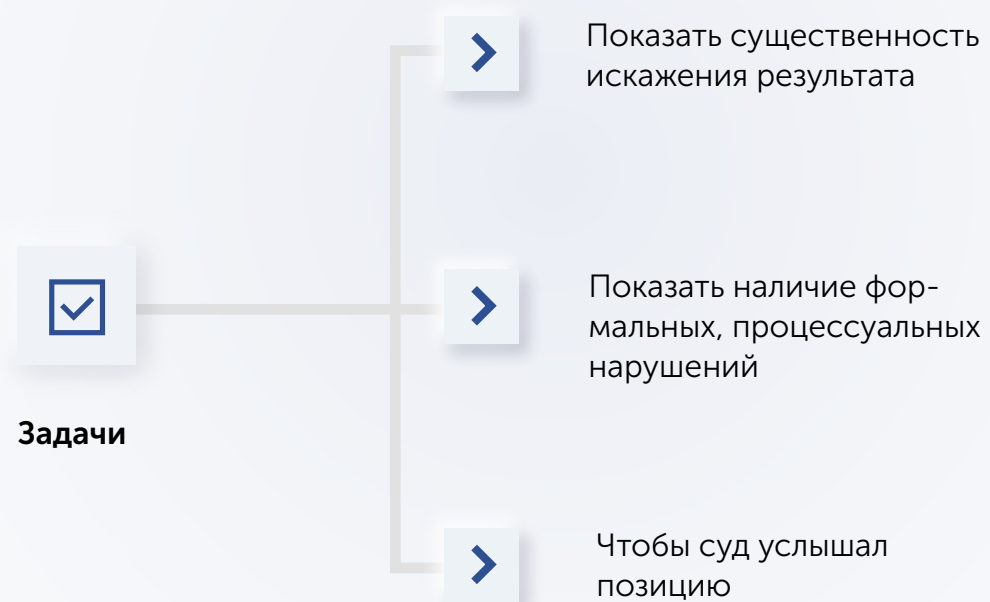 Показать существенность
искажения результата
Задачи
Показать наличие фор-
мальных, процессуальных
нарушений
Чтобы суд услышал
позицию